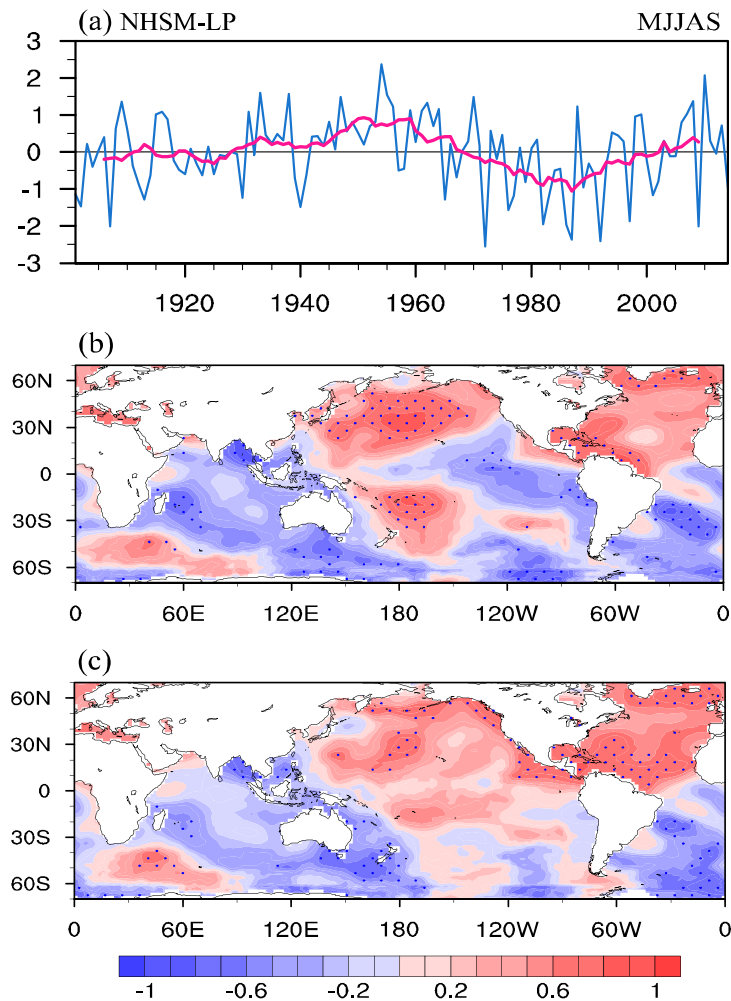 (a) NHSM-LP MJJAS
3
2
1
0
-1
-2
-3
1920 1940 1960 1980 2000
(b)
60N
30N
0
30S
60S
0 60E 120E 180 120W 60W 0
(c)
60N
30N
0
30S
60S
0 60E 120E 180 120W 60W 0
-1 -0.6 -0.2 0.2 0.6 1